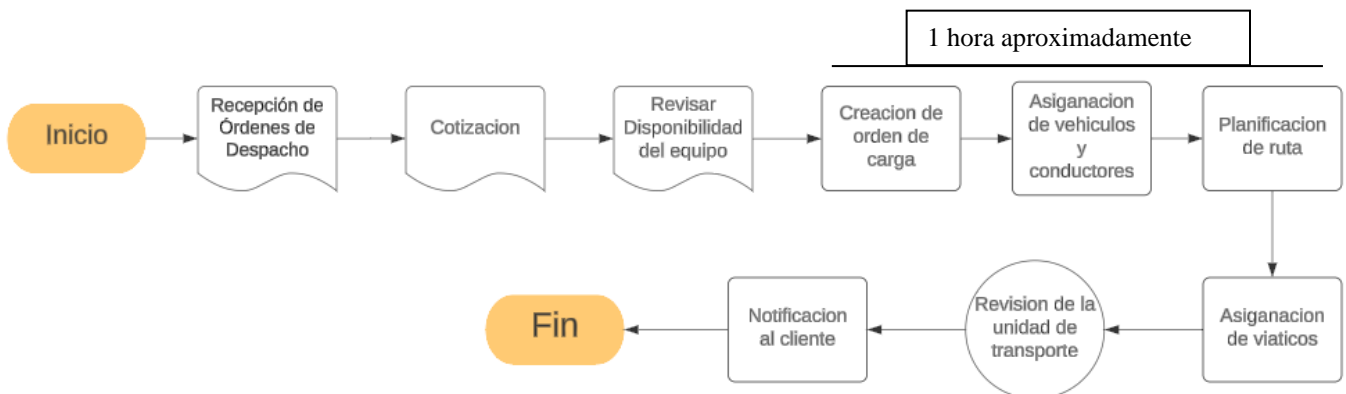 1 hora aproximadamente
Inicio
Recepción de
Órdenes de
Despacho
Cotizacion
Revisar
Disponibilidad
del equipo
Creacion de
orden de
carga
Asiganacion
de vehiculos
y
conductores
Planificacion
de ruta
Asiganacion
de viaticos
Revision de la
unidad de
transporte
Notificacion
al cliente
Fin